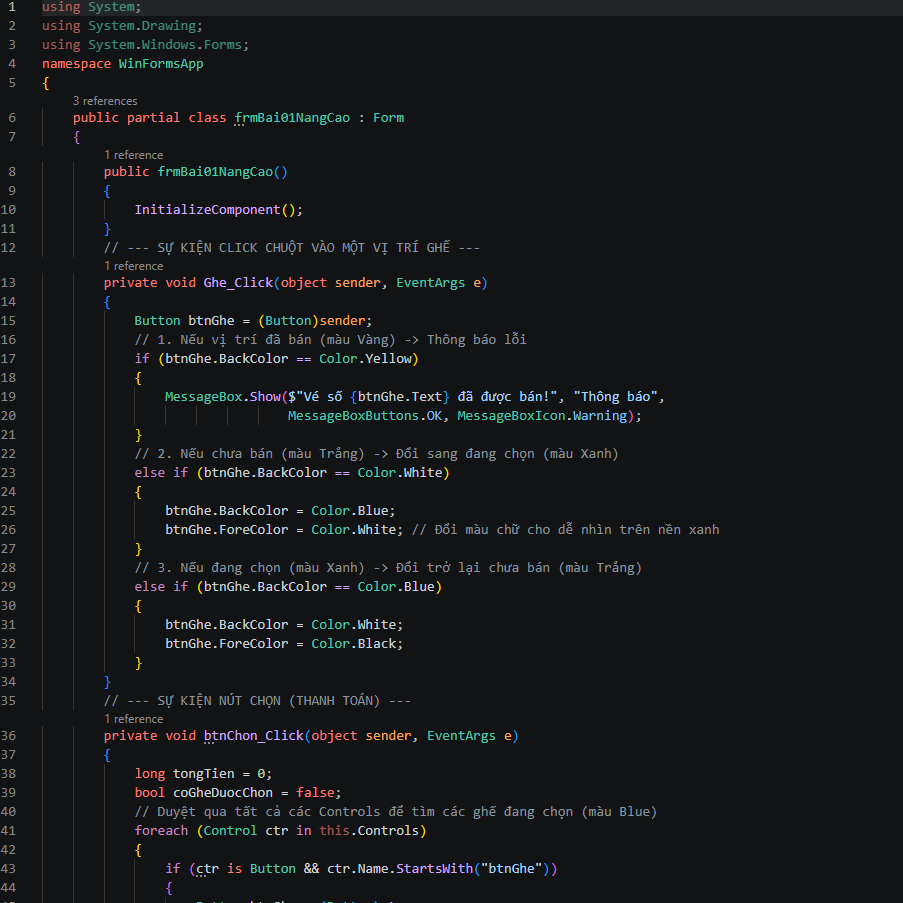 1 using System;
2 using System.Drawing;
3 using System.Windows.Forms;
4 namespace WinFormsApp
5 {
3 references
6 public partial class frmBai01NangCao : Form
7 {
1 reference
8 public frmBai01NangCao()
9 {
10 InitializeComponent();
11 }
12 // --- SỰ KIỆN CLICK CHUỘT VÀO MỘT VỊ TRÍ GHẾ ---
1 reference
13 private void Ghe_Click(object sender, EventArgs e)
14 {
15 Button btnGhe = (Button)sender;
16 // 1. Nếu vị trí đã bán (màu Vàng) -> Thông báo lỗi
17 if (btnGhe.BackColor == Color.Yellow)
18 {
19 MessageBox.Show($"Vé số {btnGhe.Text} đã được bán!", "Thông báo",
20 MessageBoxButtons.OK, MessageBoxIcon.Warning);
21 }
22 // 2. Nếu chưa bán (màu Trắng) -> Đổi sang đang chọn (màu Xanh)
23 else if (btnGhe.BackColor == Color.White)
24 {
25 btnGhe.BackColor = Color.Blue;
26 btnGhe.ForeColor = Color.White; // Đổi màu chữ cho dễ nhìn trên nền xanh
27 }
28 // 3. Nếu đang chọn (màu Xanh) -> Đổi trở lại chưa bán (màu Trắng)
29 else if (btnGhe.BackColor == Color.Blue)
30 {
31 btnGhe.BackColor = Color.White;
32 btnGhe.ForeColor = Color.Black;
33 }
34 }
35 // --- SỰ KIỆN NÚT CHỌN (THANH TOÁN) ---
1 reference
36 private void btnChon_Click(object sender, EventArgs e)
37 {
38 long tongTien = 0;
39 bool coGheDuocChon = false;
40 // Duyệt qua tất cả các Controls để tìm các ghế đang chọn (màu Blue)
41 foreach (Control ctr in this.Controls)
42 {
43 if (ctr is Button && ctr.Name.StartsWith("btnGhe"))
44 {